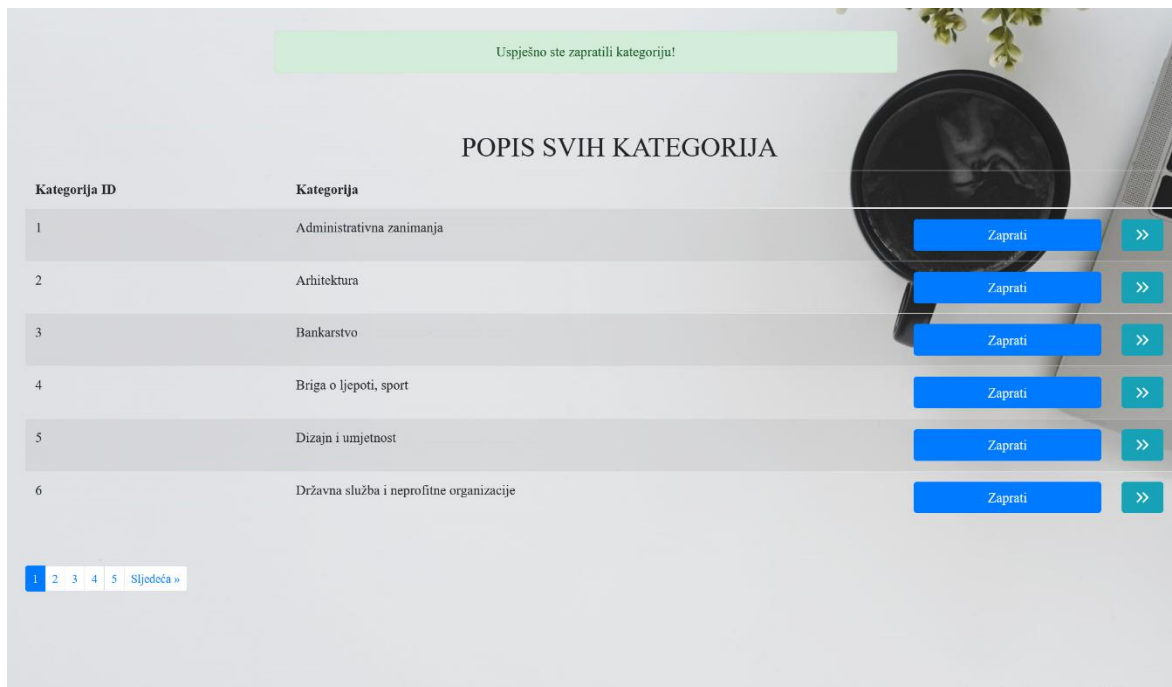 Uspješno ste zapratili kategoriju!
POPIS SVIH KATEGORIJA
Kategorija ID Kategorija
1 Administrativna zanimanja Zaprati »
2 Arhitektura Zaprati »
3 Bankarstvo Zaprati »
4 Briga o ljepoti, sport Zaprati »
5 Dizajn i umjetnost Zaprati »
6 Državna služba i neprofitne organizacije Zaprati »
1 2 3 4 5 Sljedeća »